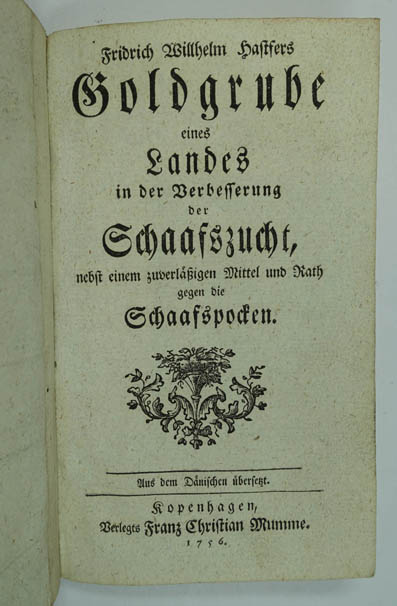 Fridrich Willhelm Hastfers
Goldgrube
eines
Landes
in der Verbesserung
der
Schaafszucht,
nebst einem zuverläßigen Mittel und Rath
gegen die
Schaafspocken.
Aus dem Dänischen übersetzt.
Kopenhagen,
Verlegts Franz Christian Mumme.
1756.